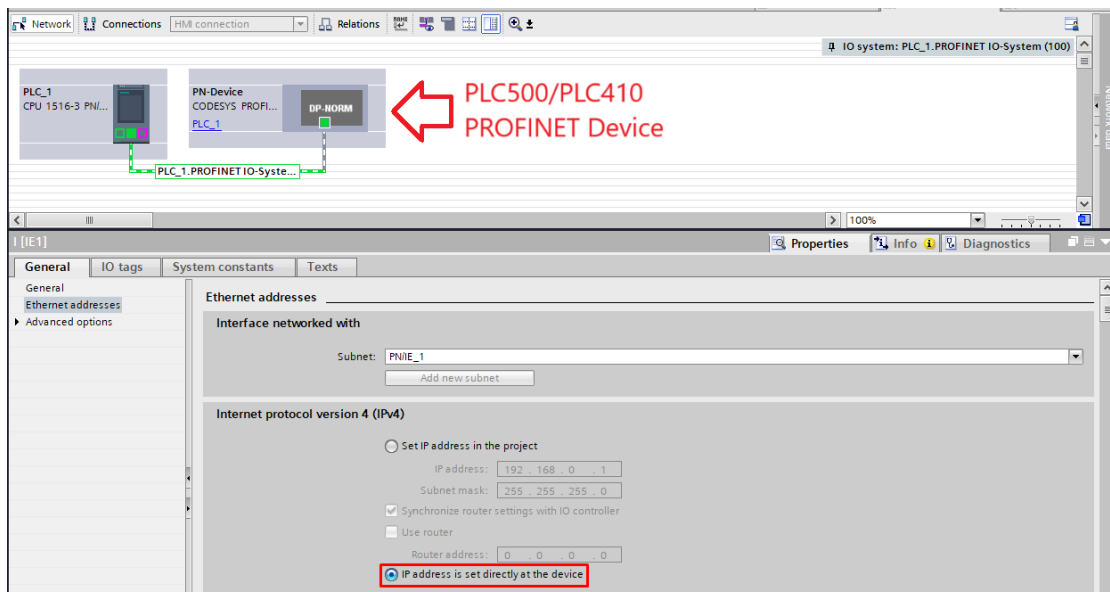 Network Connections HMI connection Relations
IO system: PLC_1.PROFINET IO-System (100)
PLC_1
CPU 1516-3 PN/...
PN-Device
CODESYS PROFI...
PLC_1
DP-NORM
PLC500/PLC410
PROFINET Device
PLC_1.PROFINET IO-Syste...
100%
I [IE1]
Properties Info Diagnostics
General IO tags System constants Texts
General
Ethernet addresses
Advanced options
Ethernet addresses
Interface networked with
Subnet: PN/IE_1
Add new subnet
Internet protocol version 4 (IPv4)
Set IP address in the project
IP address: 192 . 168 . 0 . 1
Subnet mask: 255 . 255 . 255 . 0
Synchronize router settings with IO controller
Use router
Router address: 0 . 0 . 0 . 0
IP address is set directly at the device